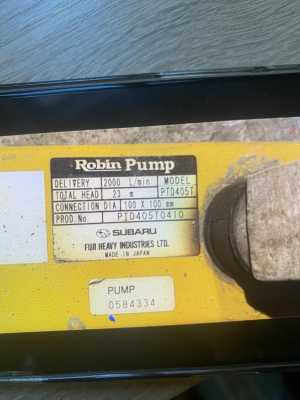 Robin Pump
DELIVERY 2000 L/min MODEL
TOTAL HEAD 23 m PTD405T
CONNECTION DIA 100 X 100 mm
PROD.No PTD405T0410
SUBARU
FUJI HEAVY INDUSTRIES LTD.
MADE IN JAPAN
PUMP
0584334